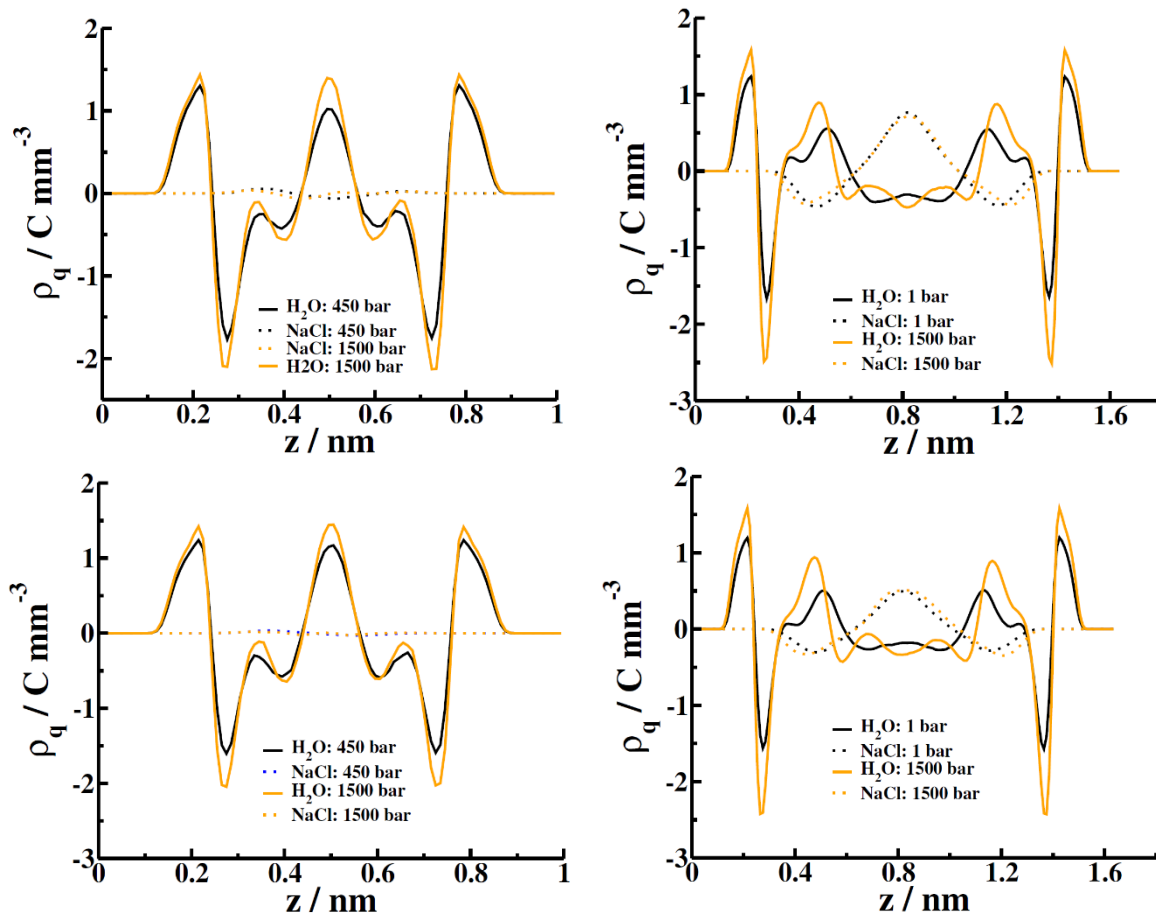 2
1
0
-1
-2
ρq / C mm-3
0 0.2 0.4 0.6 0.8 1
z / nm
H2O: 450 bar
NaCl: 450 bar
NaCl: 1500 bar
H2O: 1500 bar
2
1
0
-1
-2
-3
ρq / C mm-3
0 0.4 0.8 1.2 1.6
z / nm
H2O: 1 bar
NaCl: 1 bar
H2O: 1500 bar
NaCl: 1500 bar
2
1
0
-1
-2
-3
ρq / C mm-3
0 0.2 0.4 0.6 0.8 1
z / nm
H2O: 450 bar
NaCl: 450 bar
H2O: 1500 bar
NaCl: 1500 bar
2
1
0
-1
-2
-3
ρq / C mm-3
0 0.4 0.8 1.2 1.6
z / nm
H2O: 1 bar
NaCl: 1 bar
H2O: 1500 bar
NaCl: 1500 bar